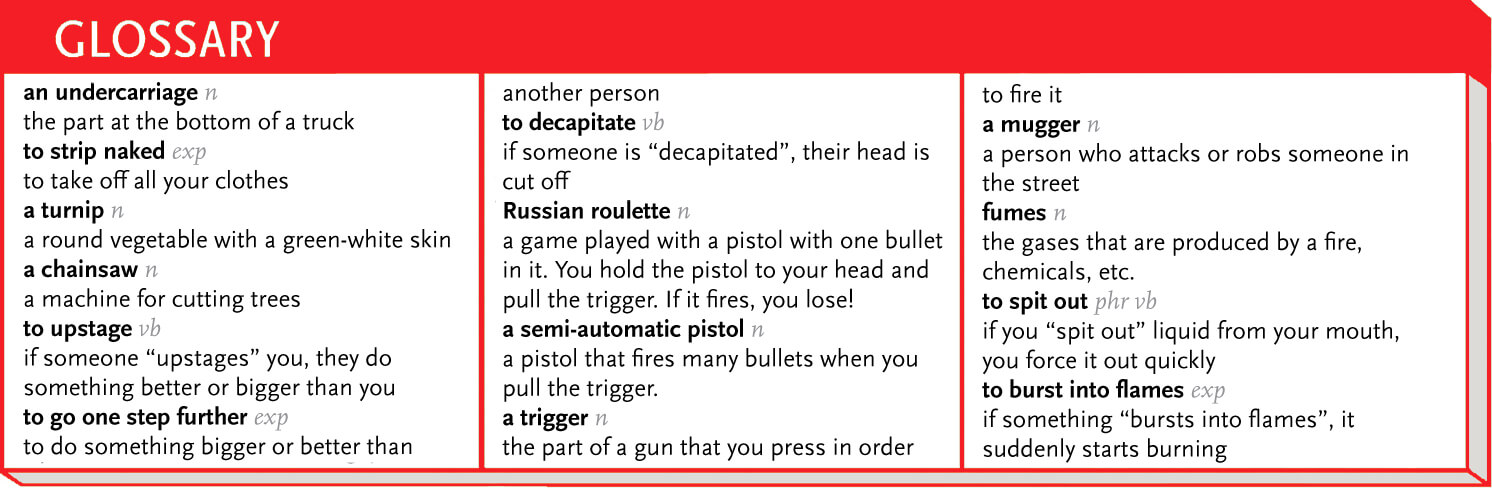 GLOSSARY
an undercarriage n
the part at the bottom of a truck
to strip naked exp
to take off all your clothes
a turnip n
a round vegetable with a green-white skin
a chainsaw n
a machine for cutting trees
to upstage vb
if someone “upstages” you, they do
something better or bigger than you
to go one step further exp
to do something bigger or better than
another person
to decapitate vb
if someone is “decapitated”, their head is
cut off
Russian roulette n
a game played with a pistol with one bullet
in it. You hold the pistol to your head and
pull the trigger. If it fires, you lose!
a semi-automatic pistol n
a pistol that fires many bullets when you
pull the trigger.
a trigger n
the part of a gun that you press in order
to fire it
a mugger n
a person who attacks or robs someone in
the street
fumes n
the gases that are produced by a fire,
chemicals, etc.
to spit out phr vb
if you “spit out” liquid from your mouth,
you force it out quickly
to burst into flames exp
if something “bursts into flames”, it
suddenly starts burning